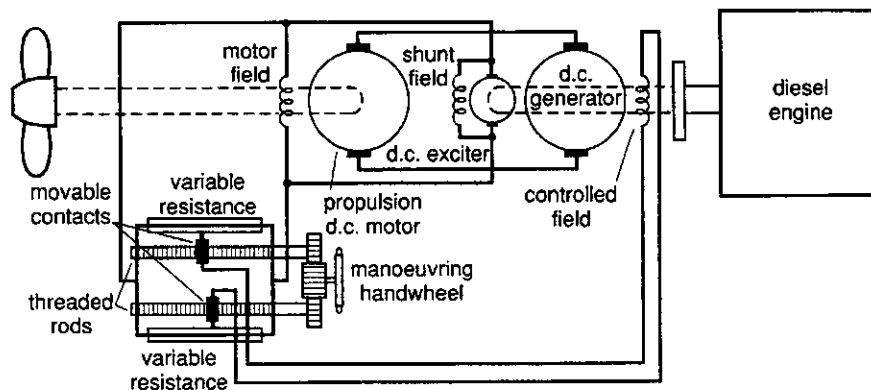 motor
field
shunt
field
d.c.
generator
diesel
engine
d.c. exciter
movable
contacts
variable
resistance
propulsion
d.c. motor
controlled
field
manoeuvring
handwheel
threaded
rods
variable
resistance